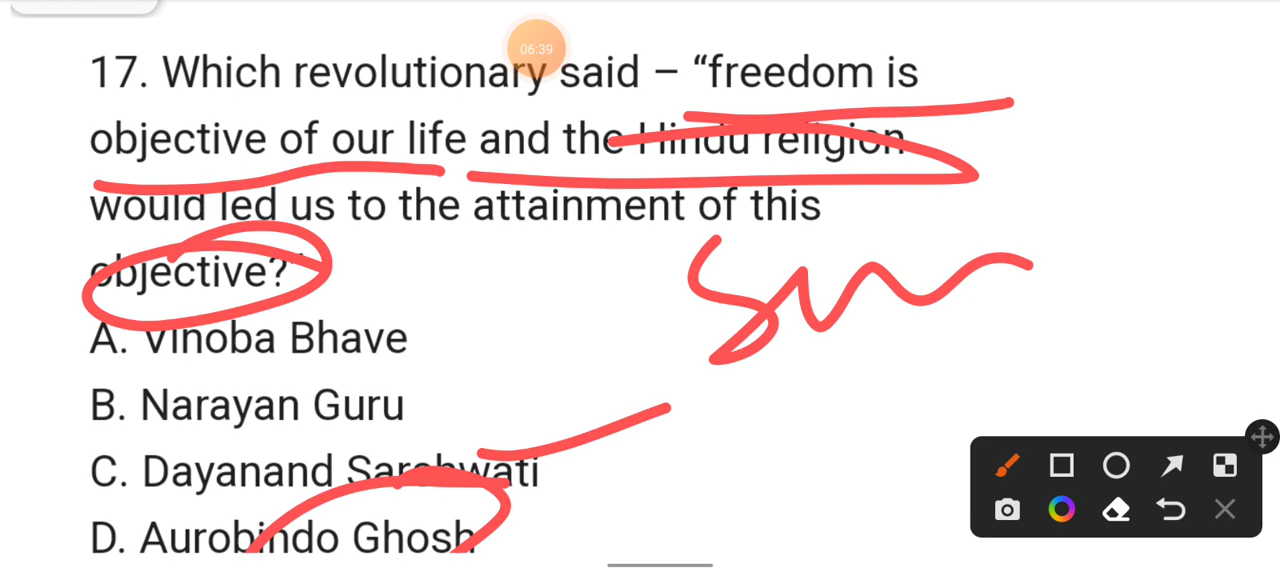 06:39
17. Which revolutionary said – “freedom is
objective of our life and the Hindu religion
would led us to the attainment of this
objective?"
A. Vinoba Bhave
B. Narayan Guru
C. Dayanand Sarahwati
D. Aurobindo Ghosh